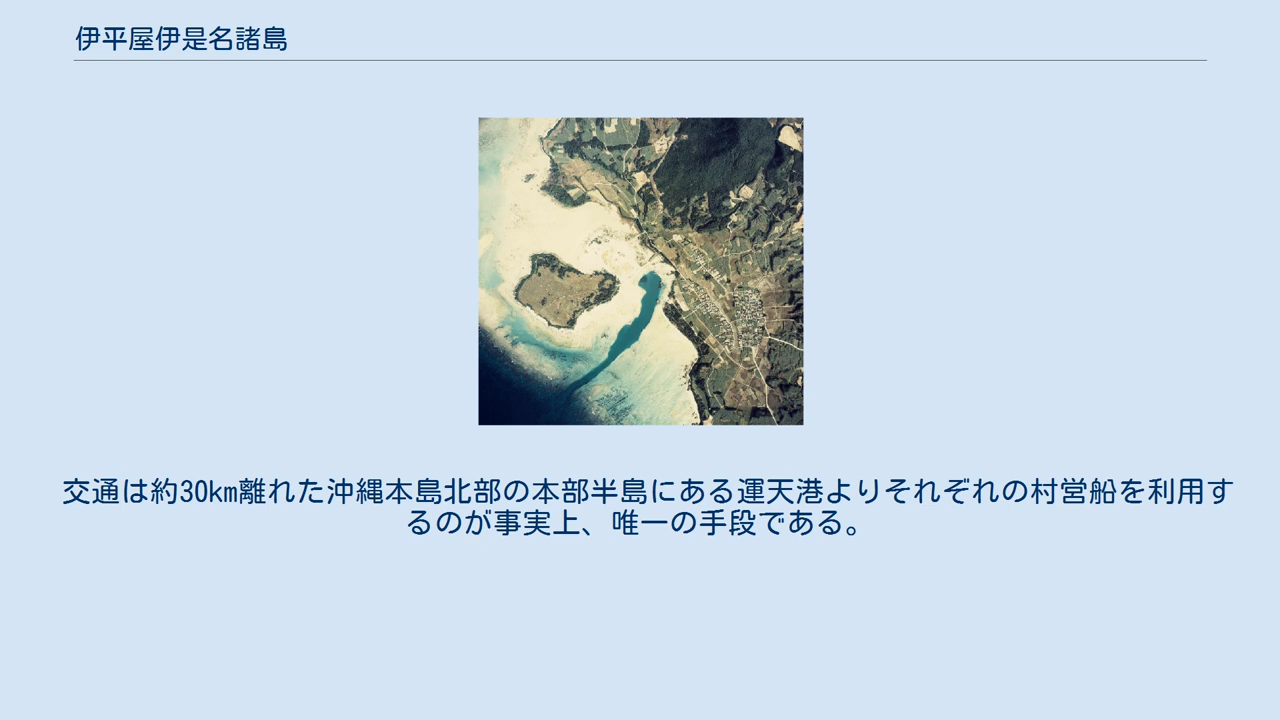 伊平屋伊是名諸島
交通は約30km離れた沖縄本島北部の本部半島にある運天港よりそれぞれの村営船を利用す
るのが事実上、唯一の手段である。